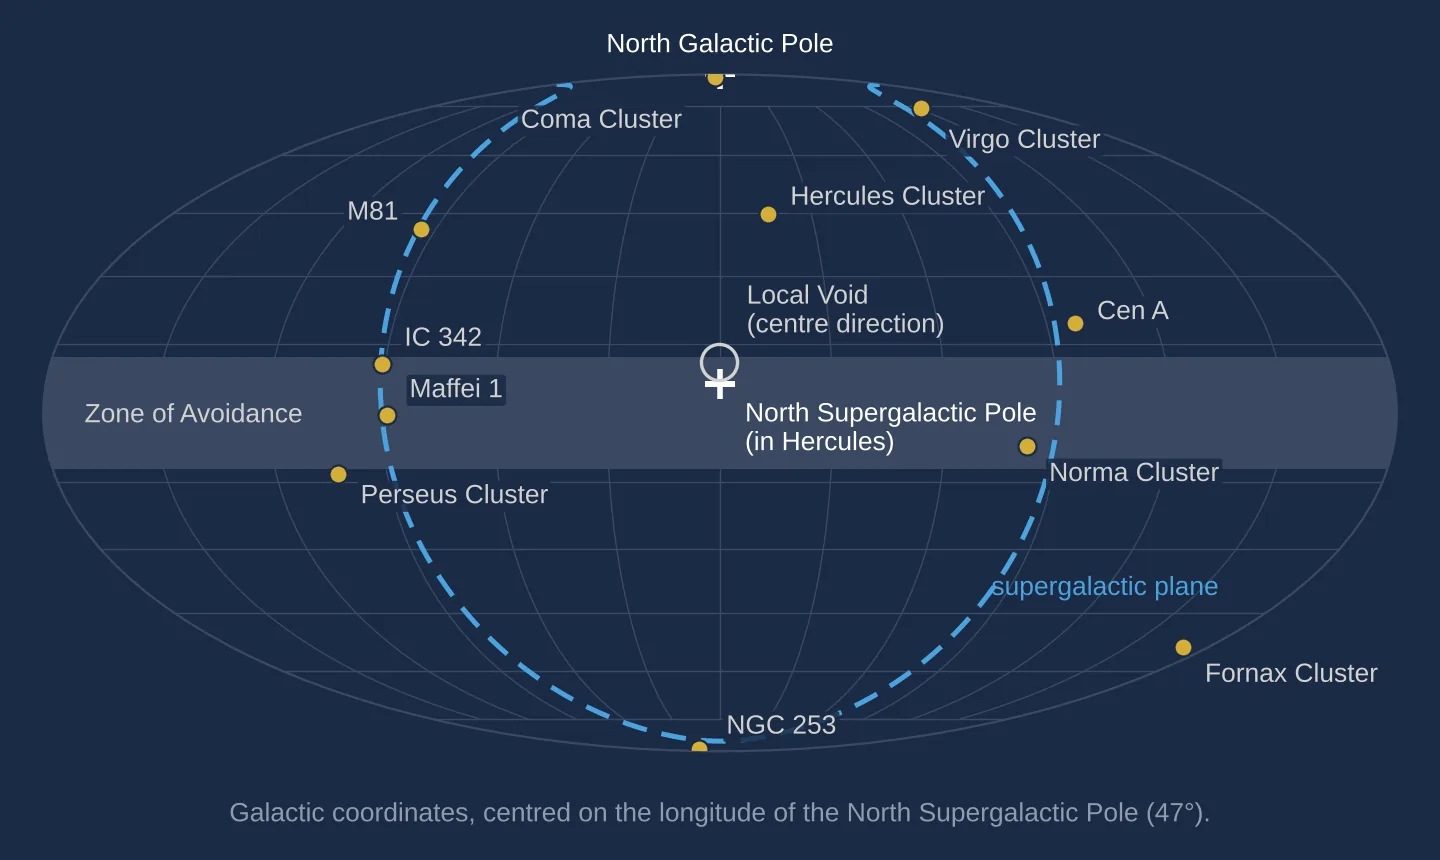 North Galactic Pole
Coma Cluster
Virgo Cluster
Hercules Cluster
M81
Local Void
(centre direction)
Cen A
IC 342
Maffei 1
Zone of Avoidance
North Supergalactic Pole
(in Hercules)
Norma Cluster
Perseus Cluster
supergalactic plane
Fornax Cluster
NGC 253
Galactic coordinates, centred on the longitude of the North Supergalactic Pole (47°).